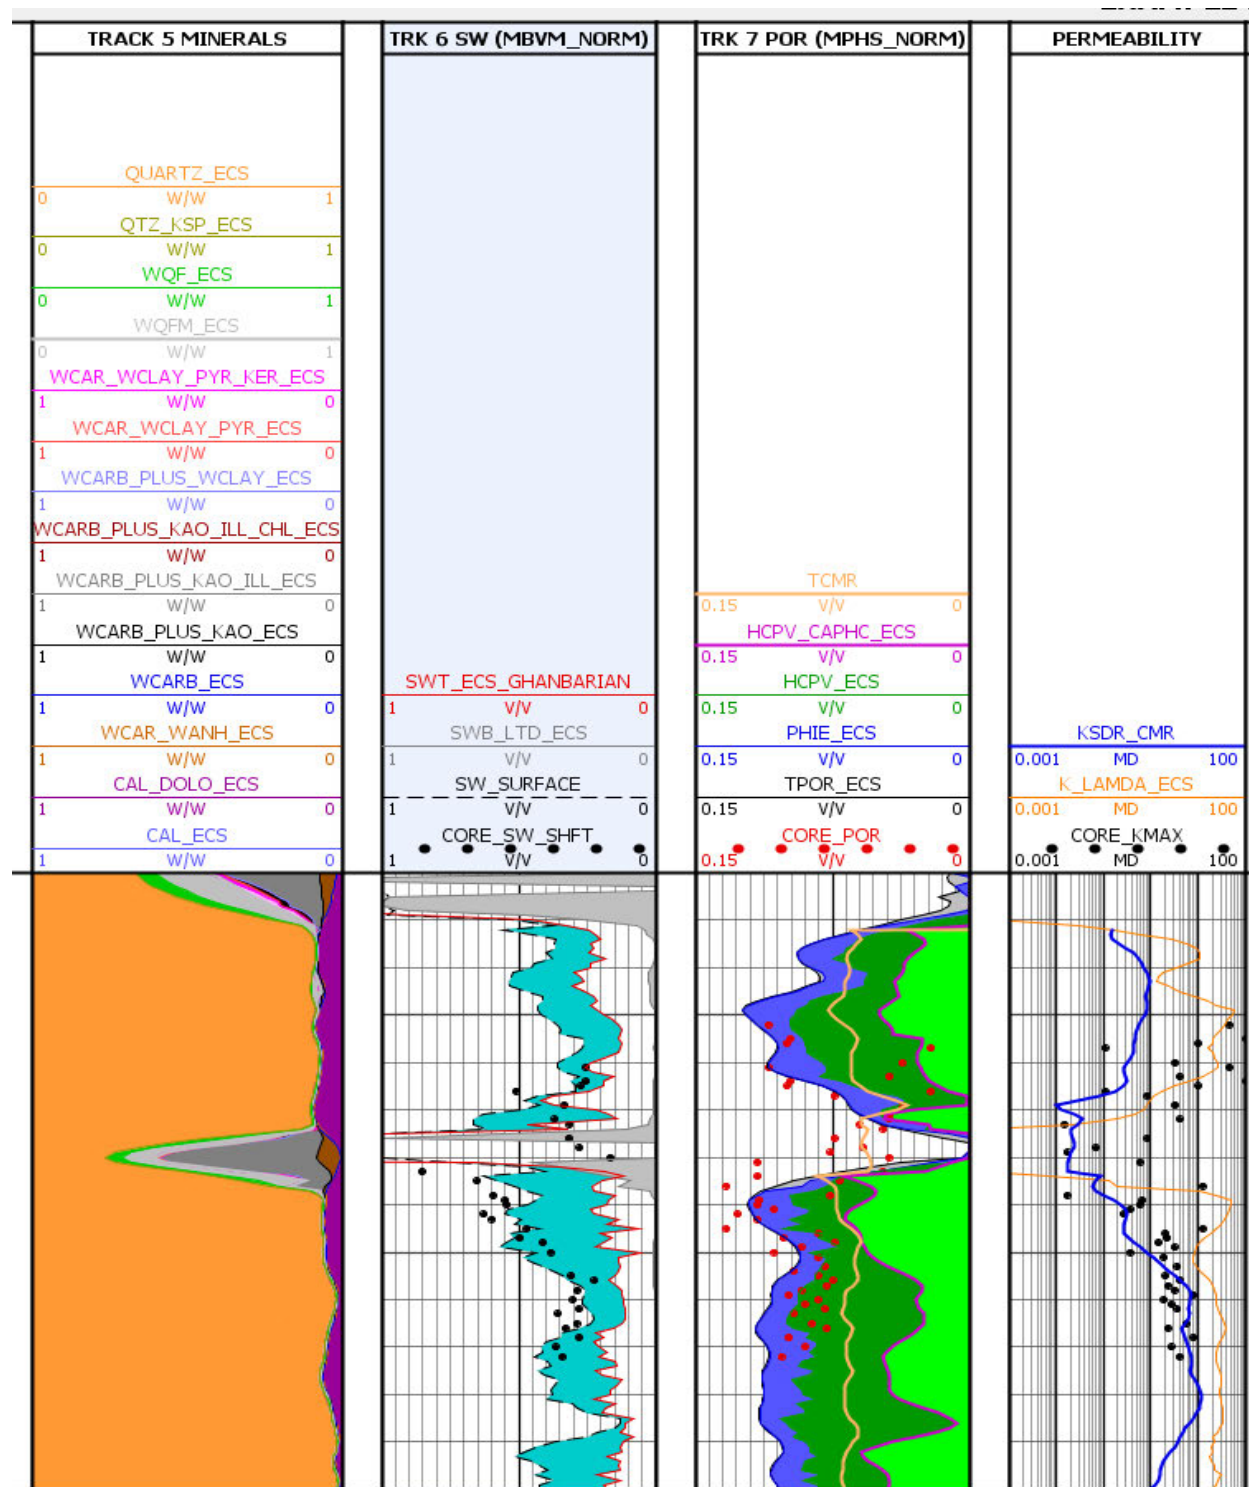 TRACK 5 MINERALS
QUARTZ_ECS
0 W/W 1
QTZ_KSP_ECS
0 W/W 1
WQF_ECS
0 W/W 1
WQFM_ECS
0 W/W 1
WCAR_WCLAY_PYR_KER_ECS
1 W/W 0
WCAR_WCLAY_PYR_ECS
1 W/W 0
WCARB_PLUS_WCLAY_ECS
1 W/W 0
WCARB_PLUS_KAO_ILL_CHL_ECS
1 W/W 0
WCARB_PLUS_KAO_ILL_ECS
1 W/W 0
WCARB_PLUS_KAO_ECS
1 W/W 0
WCARB_ECS
1 W/W 0
WCAR_WANH_ECS
1 W/W 0
CAL_DOLO_ECS
1 W/W 0
CAL_ECS
1 W/W 0
TRK 6 SW (MBVM_NORM)
SWT_ECS_GHANBARIAN
1 V/V 0
SWB_LTD_ECS
1 V/V 0
SW_SURFACE
1 V/V 0
CORE_SW_SHFT
1 V/V 0
TRK 7 POR (MPHS_NORM)
TCMR
0.15 V/V 0
HCPV_CAPHC_ECS
0.15 V/V 0
HCPV_ECS
0.15 V/V 0
PHIE_ECS
0.15 V/V 0
TPOR_ECS
0.15 V/V 0
CORE_POR
0.15 V/V 0
PERMEABILITY
KSDR_CMR
0.001 MD 100
K_LAMDA_ECS
0.001 MD 100
CORE_KMAX
0.001 MD 100